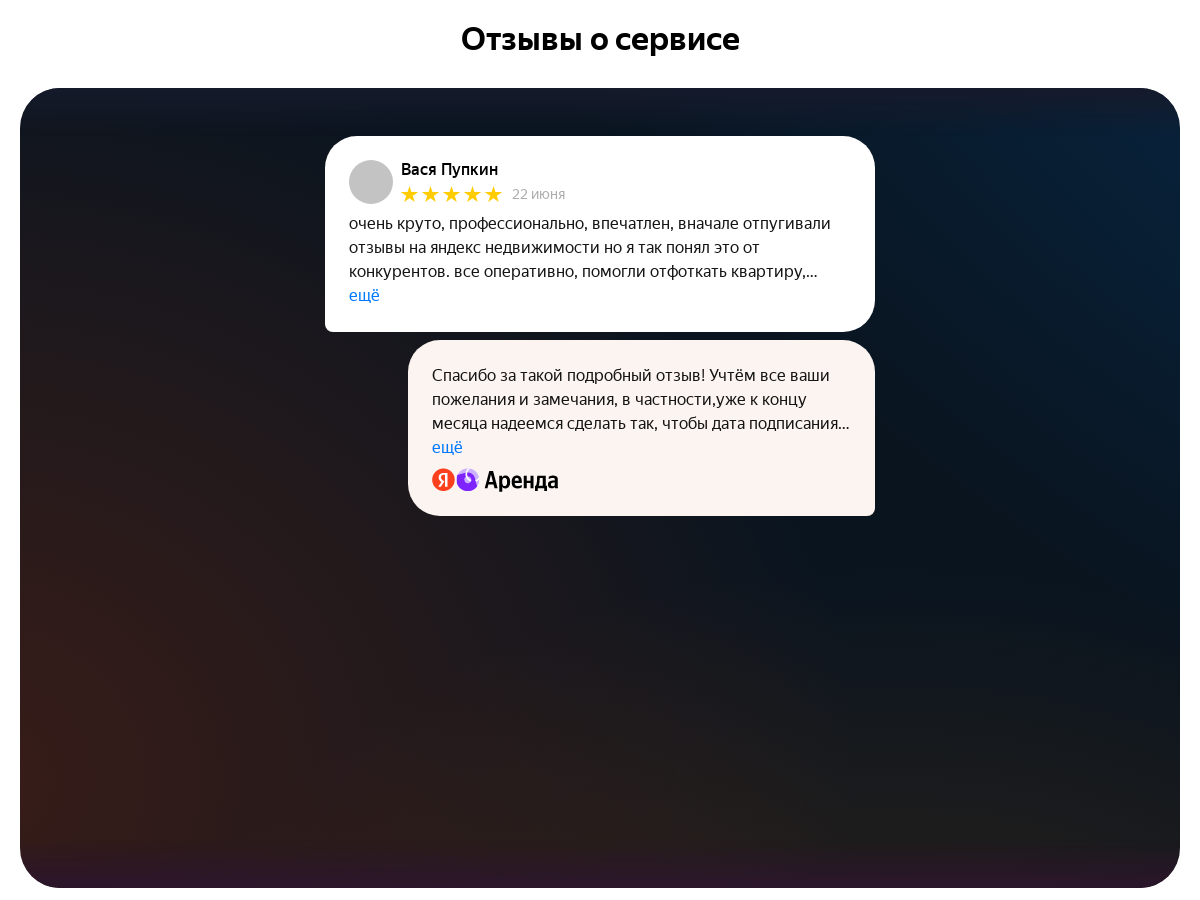 Отзывы о сервисе
Вася Пупкин
22 июня
очень круто, профессионально, впечатлен, вначале отпугивали
отзывы на яндекс недвижимости но я так понял это от
конкурентов. все оперативно, помогли отфоткать квартиру,...
ещё
Спасибо за такой подробный отзыв! Учтём все ваши
пожелания и замечания, в частности,уже к концу
месяца надеемся сделать так, чтобы дата подписания...
ещё
Я Аренда